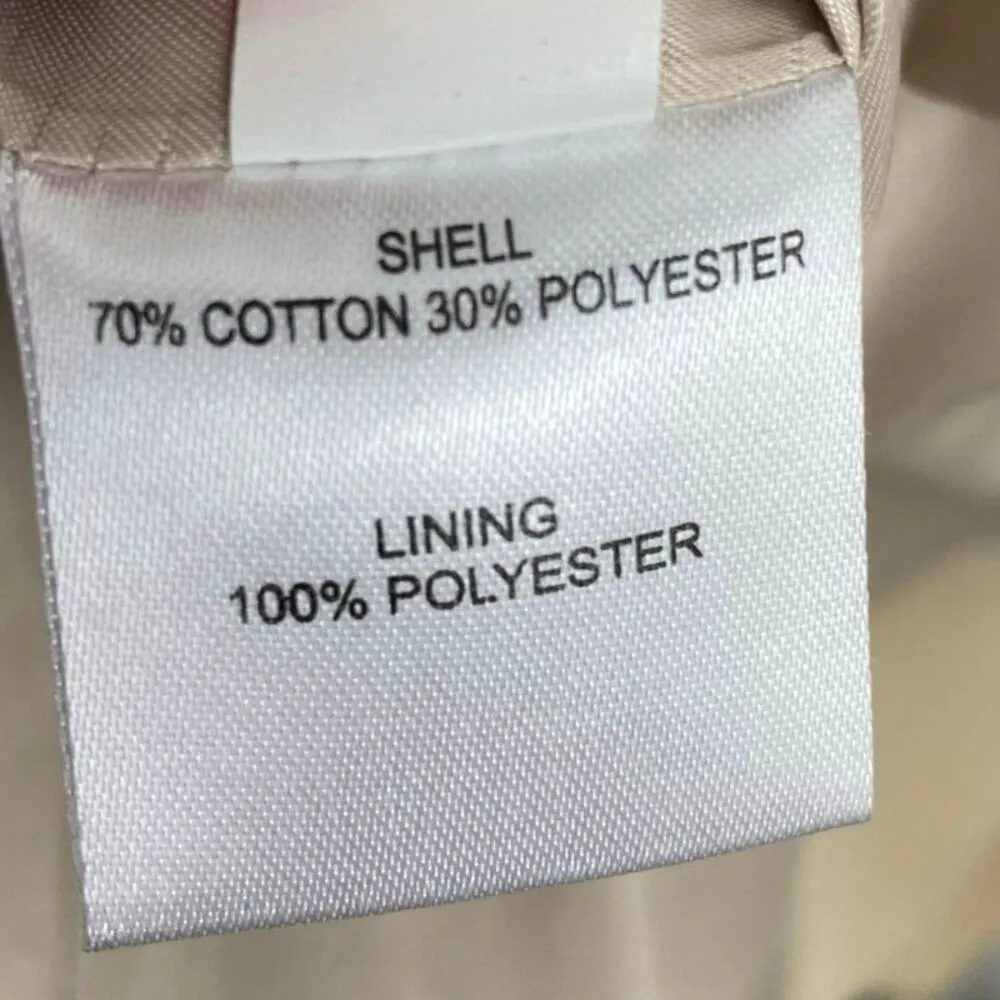 SHELL
70% COTTON 30% POLYESTER
LINING
100% POLYESTER